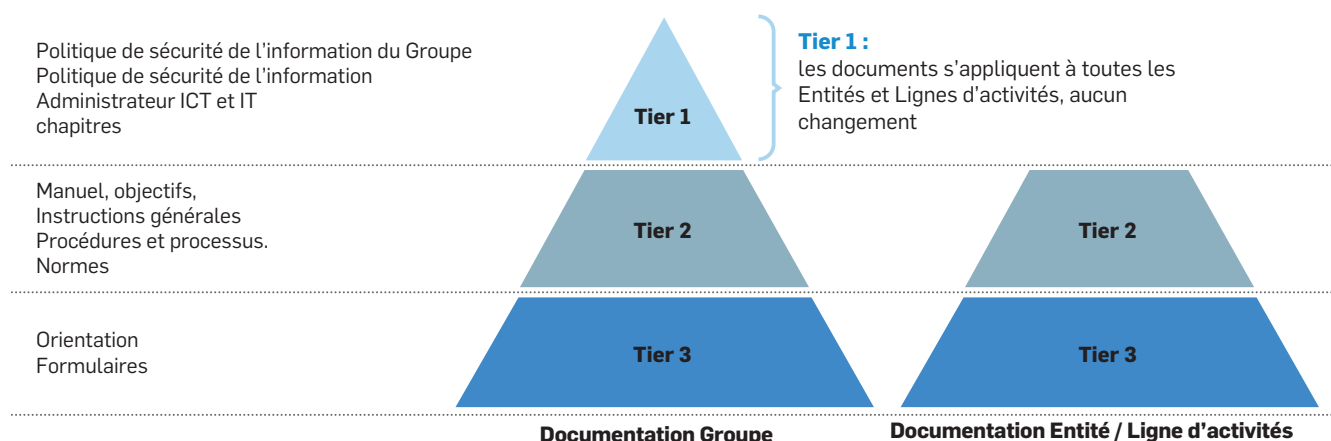 Politique de sécurité de l'information du Groupe
Politique de sécurité de l'information
Administrateur ICT et IT
chapitres
Tier 1
Tier 1 :
les documents s'appliquent à toutes les
Entités et Lignes d'activités, aucun
changement
Manuel, objectifs,
Instructions générales
Procédures et processus.
Normes
Tier 2
Tier 2
Orientation
Formulaires
Tier 3
Tier 3
Documentation Groupe
Documentation Entité / Ligne d'activités